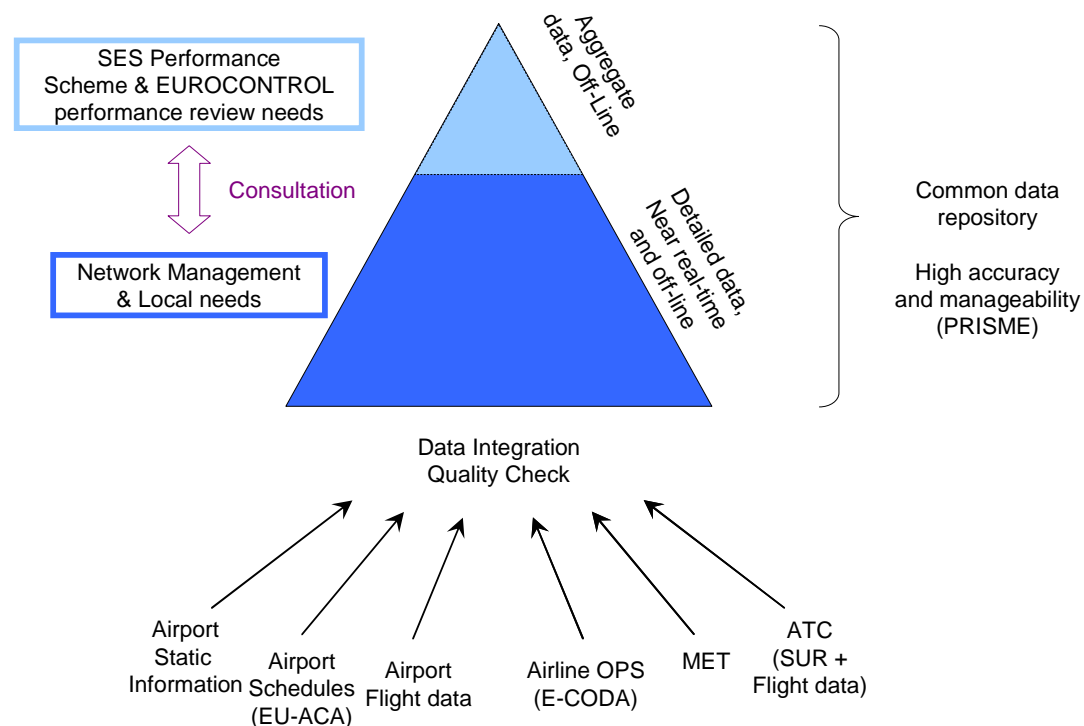 SES Performance
Scheme & EUROCONTROL
performance review needs
Consultation
Network Management
& Local needs
Aggregate
data, Off-Line
Detailed data,
Near real-time
and off-line
Common data
repository
High accuracy
and manageability
(PRISME)
Data Integration
Quality Check
Airport
Static
Information
Airport
Schedules
(EU-ACA)
Airport
Flight data
Airline OPS
(E-CODA)
MET
ATC
(SUR +
Flight data)